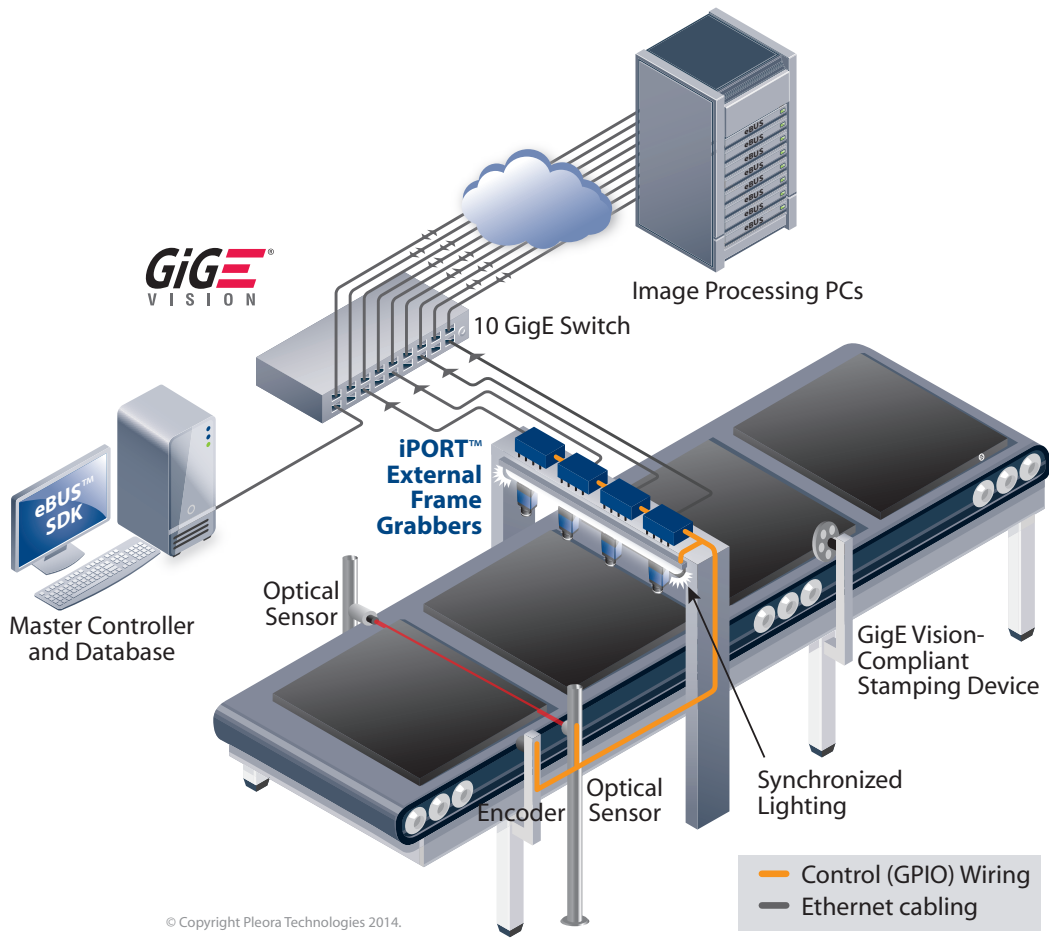 eBUS
eBUS
eBUS
eBUS
eBUS
eBUS
eBUS
eBUS
GiGE®
VISION
Image Processing PCs
10 GigE Switch
iPORT™
External
Frame
Grabbers
eBUS™
SDK
Optical
Sensor
Master Controller
and Database
GigE Vision-
Compliant
Stamping Device
Synchronized
Lighting
Encoder
Optical
Sensor
Control (GPIO) Wiring
Ethernet cabling
© Copyright Pleora Technologies 2014.